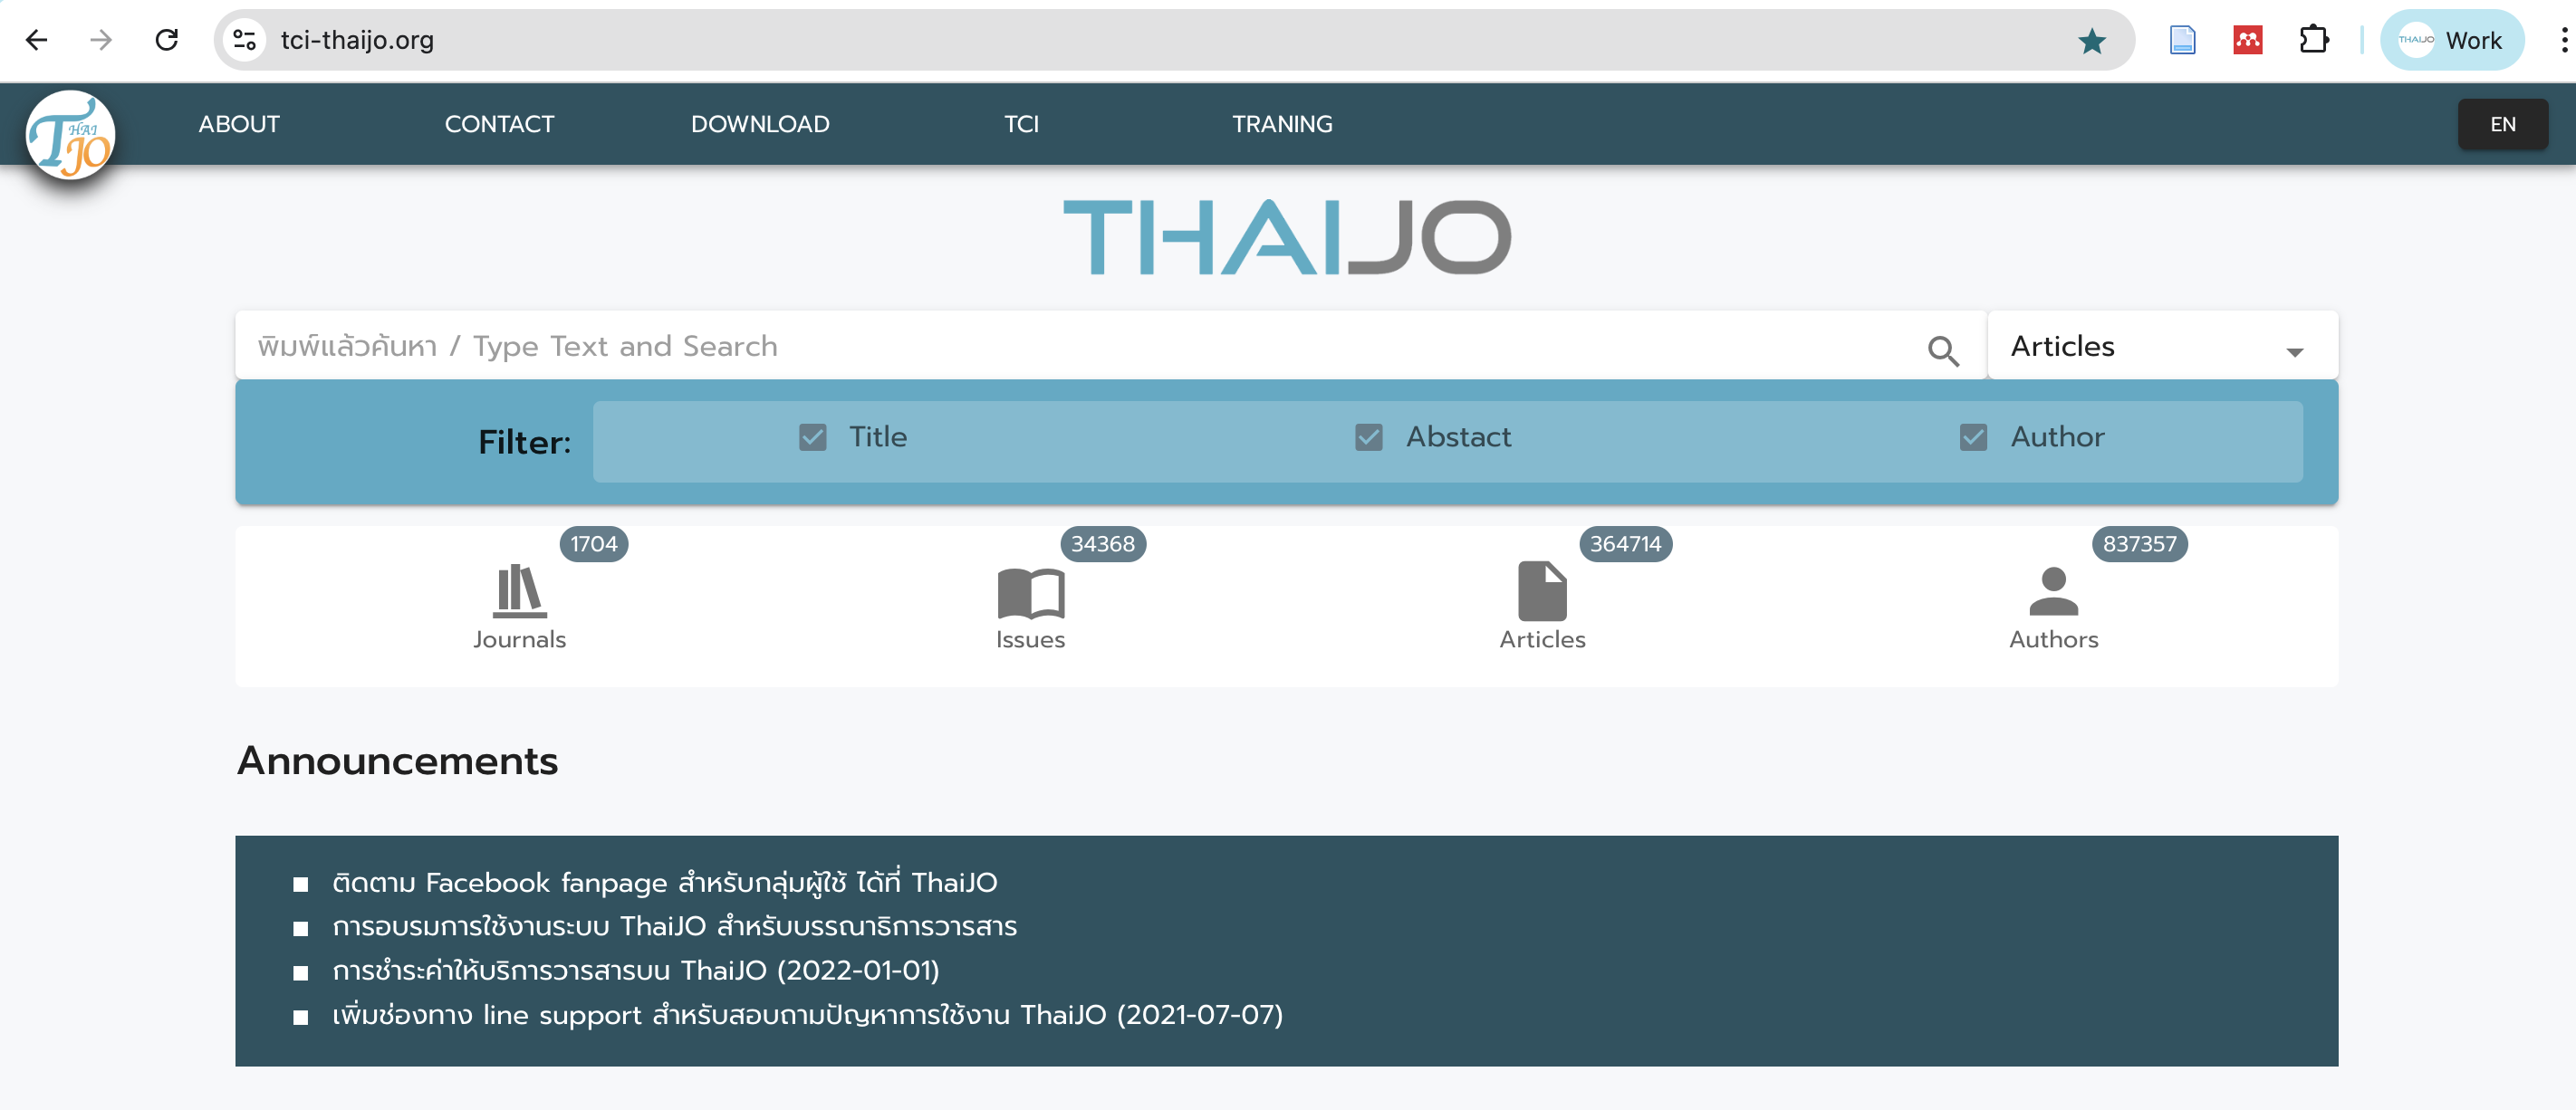 tci-thaijo.org
THAIJO
Work
THAI JO
ABOUT
CONTACT
DOWNLOAD
TCI
TRANING
EN
THAIJO
พิมพ์แล้วค้นหา / Type Text and Search
Articles
Filter:
Title
Abstact
Author
1704
34368
364714
837357
Journals
Issues
Articles
Authors
Announcements
ติดตาม Facebook fanpage สำหรับกลุ่มผู้ใช้ ได้ที่ ThaiJO
การอบรมการใช้งานระบบ ThaiJO สำหรับบรรณาธิการวารสาร
การชำระค่าให้บริการวารสารบน ThaiJO (2022-01-01)
เพิ่มช่องทาง line support สำหรับสอบถามปัญหาการใช้งาน ThaiJO (2021-07-07)